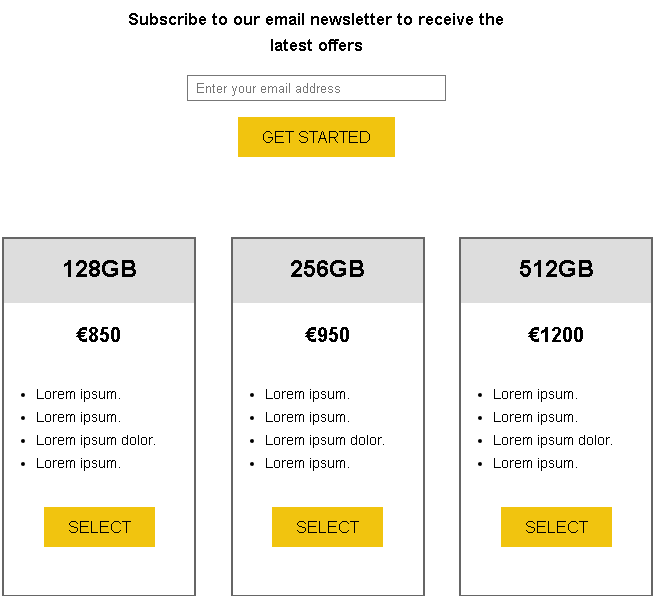 Subscribe to our email newsletter to receive the
latest offers
Enter your email address
GET STARTED
128GB
€850
Lorem ipsum.
Lorem ipsum.
Lorem ipsum dolor.
Lorem ipsum.
SELECT
256GB
€950
Lorem ipsum.
Lorem ipsum.
Lorem ipsum dolor.
Lorem ipsum.
SELECT
512GB
€1200
Lorem ipsum.
Lorem ipsum.
Lorem ipsum dolor.
Lorem ipsum.
SELECT